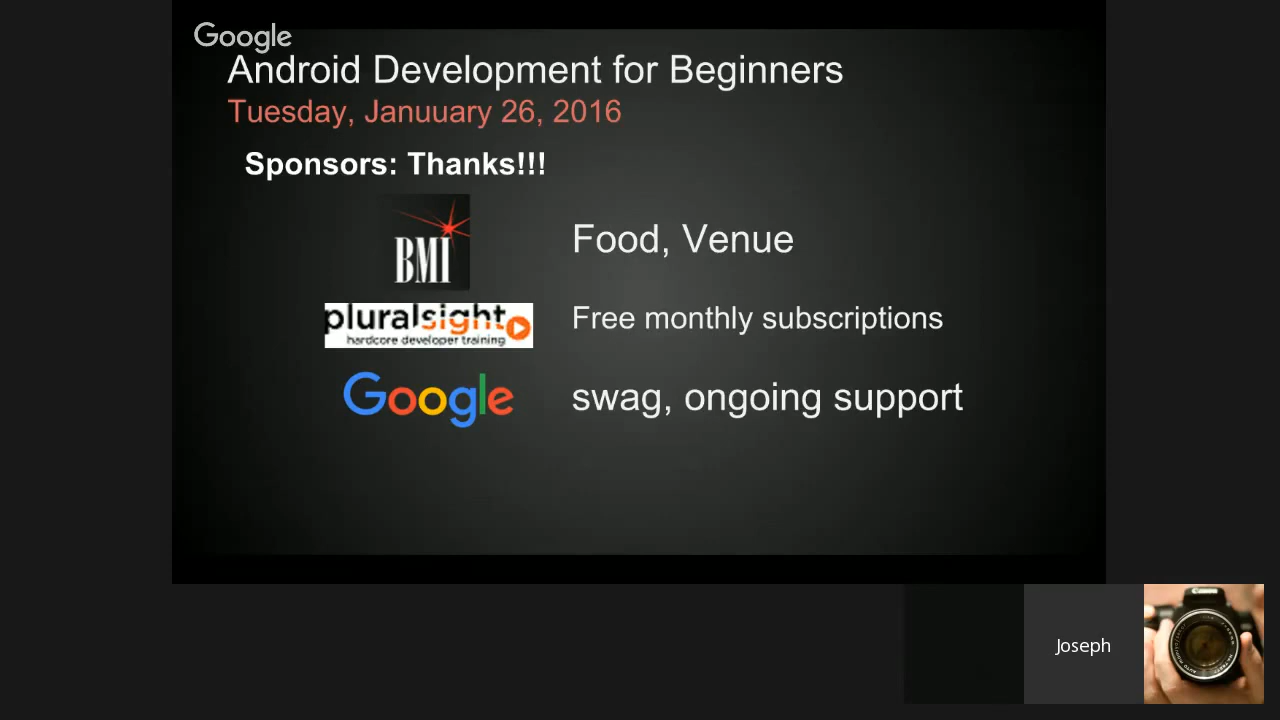 Google
Android Development for Beginners
Tuesday, Januuary 26, 2016
Sponsors: Thanks!!!
BMI
Food, Venue
pluralsight
hardcore developer training
Free monthly subscriptions
Google
swag, ongoing support
Joseph
Canon